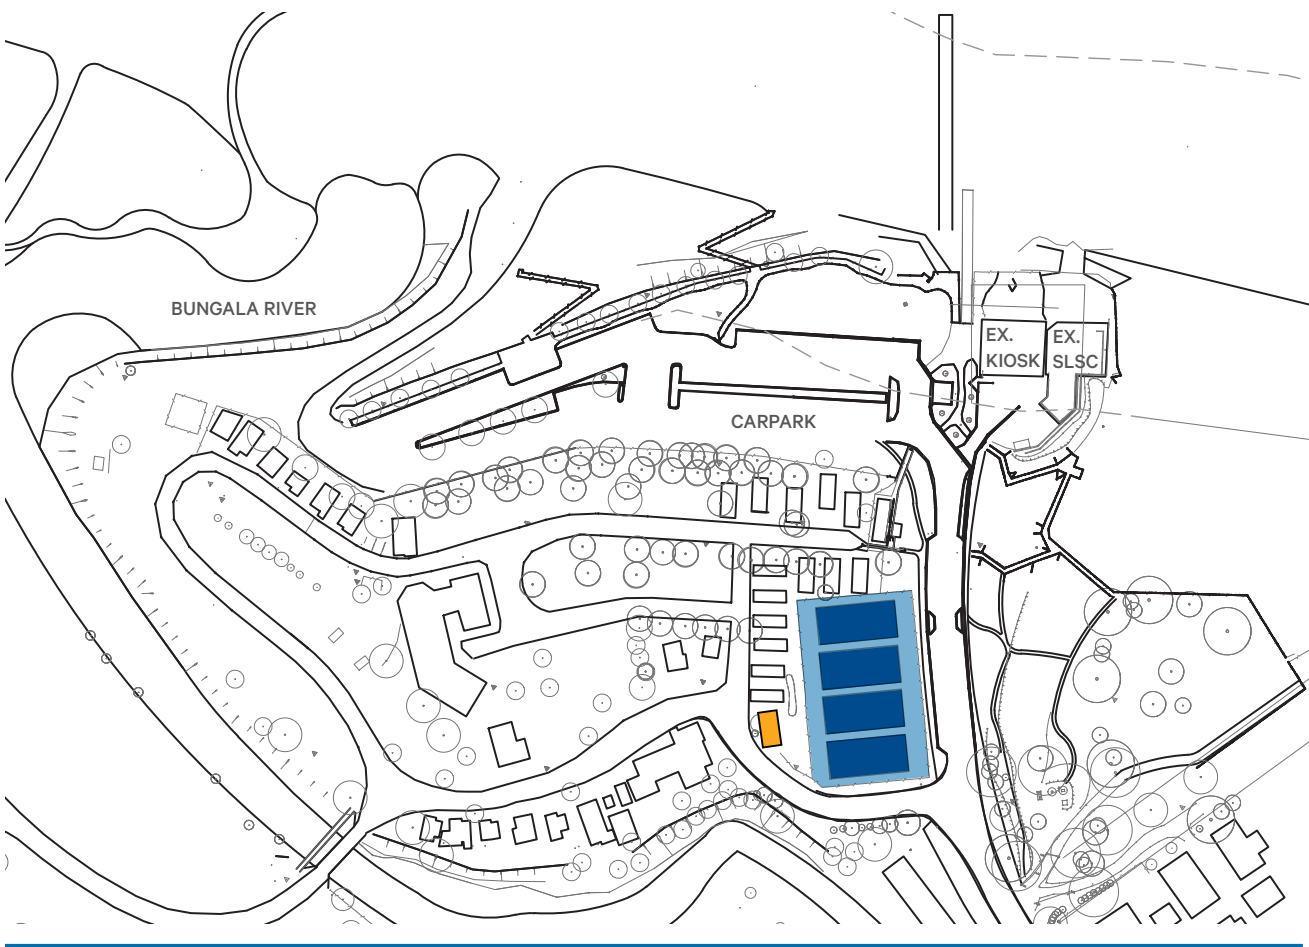 BUNGALA RIVER
EX.
KIOSK
EX.
SLSC
CARPARK